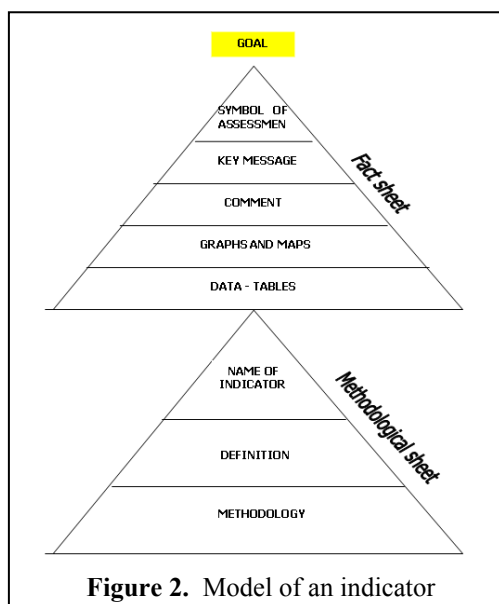 GOAL
SYMBOL OF
ASSESSMEN
KEY MESSAGE
COMMENT
GRAPHS AND MAPS
DATA - TABLES
Fact sheet
NAME OF
INDICATOR
DEFINITION
METHODOLOGY
Methodological sheet
Figure 2. Model of an indicator